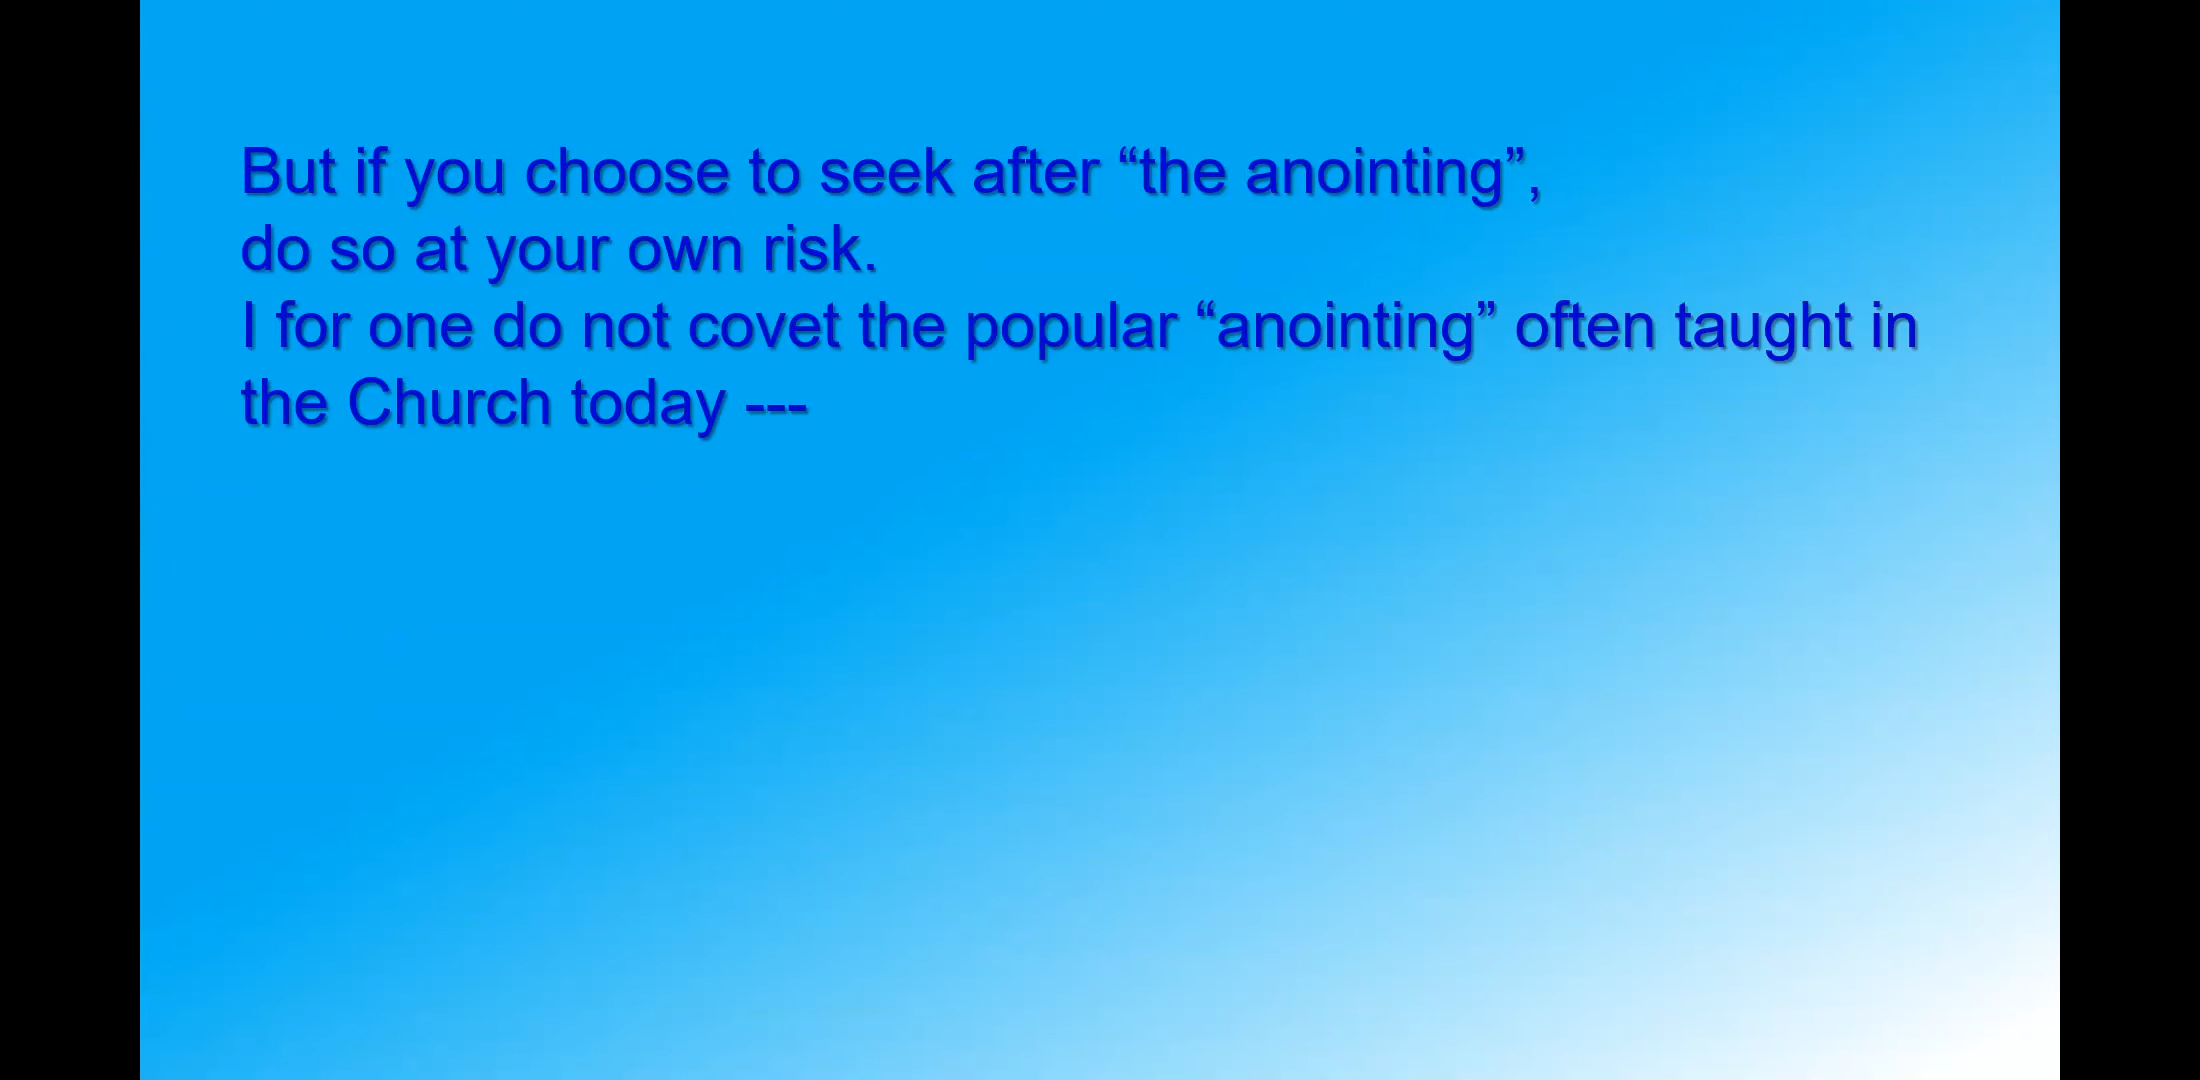 But if you choose to seek after “the anointing”,
do so at your own risk.
I for one do not covet the popular “anointing” often taught in
the Church today ---